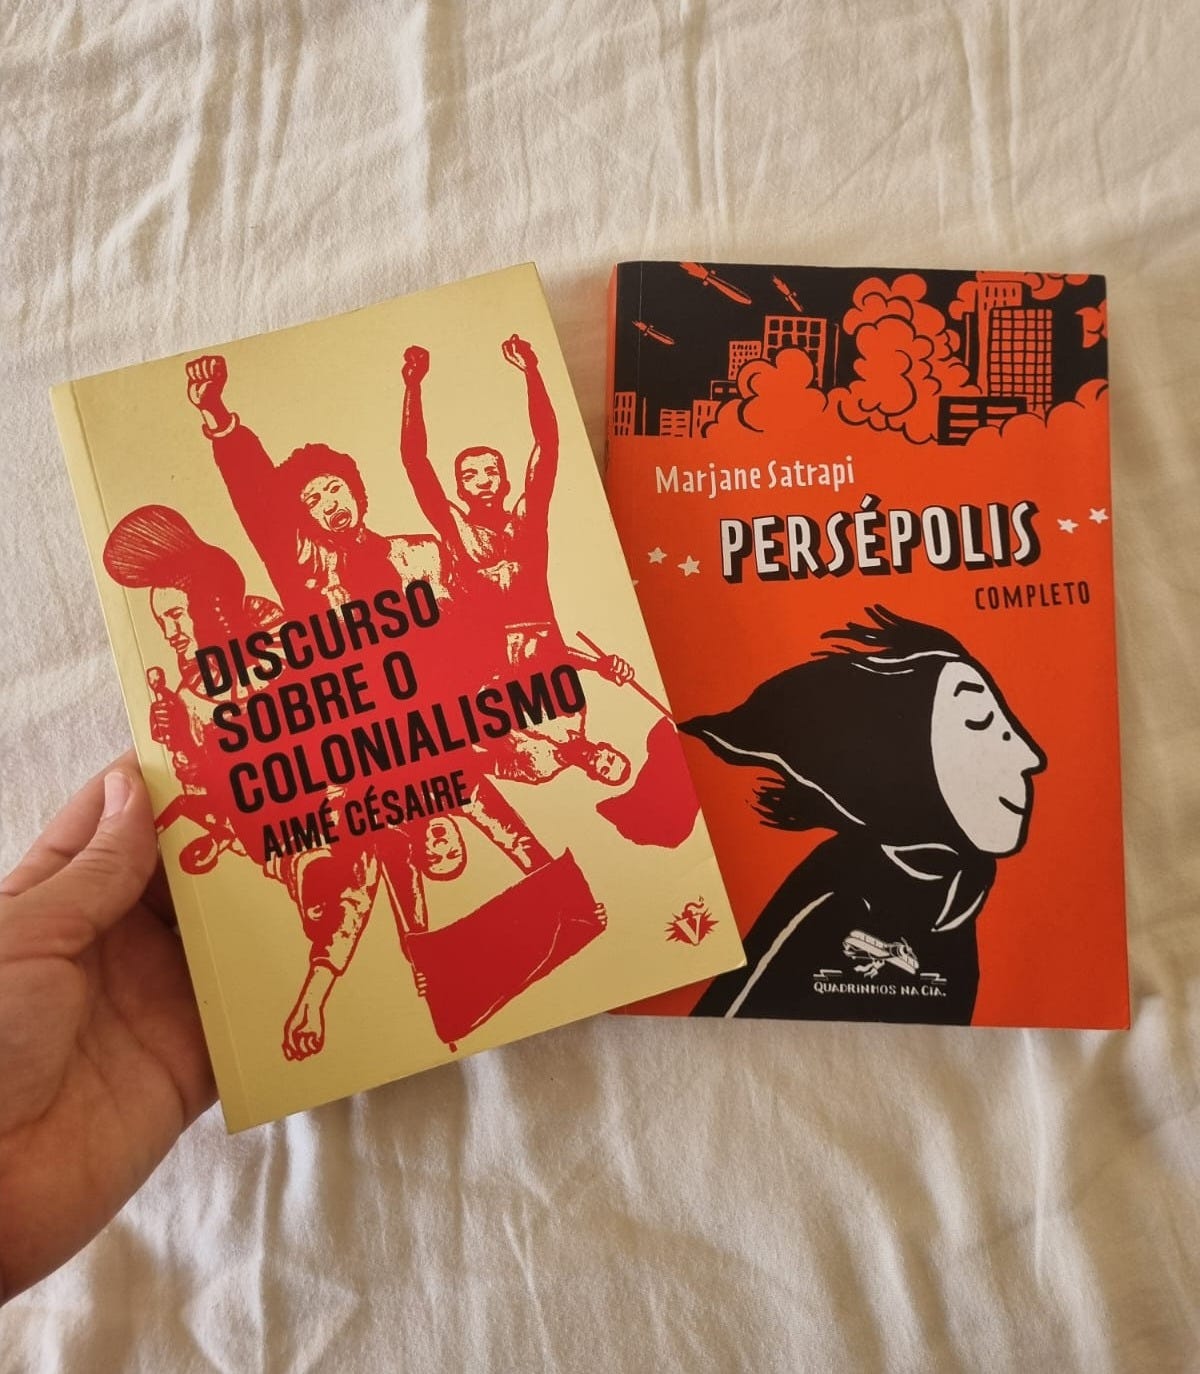 DISCURSO
SOBRE O
COLONIALISMO
AIMÉ CÉSAIRE
V
Marjane Satrapi
PERSÉPOLIS
COMPLETO
QUADRINHOS NA CIA.